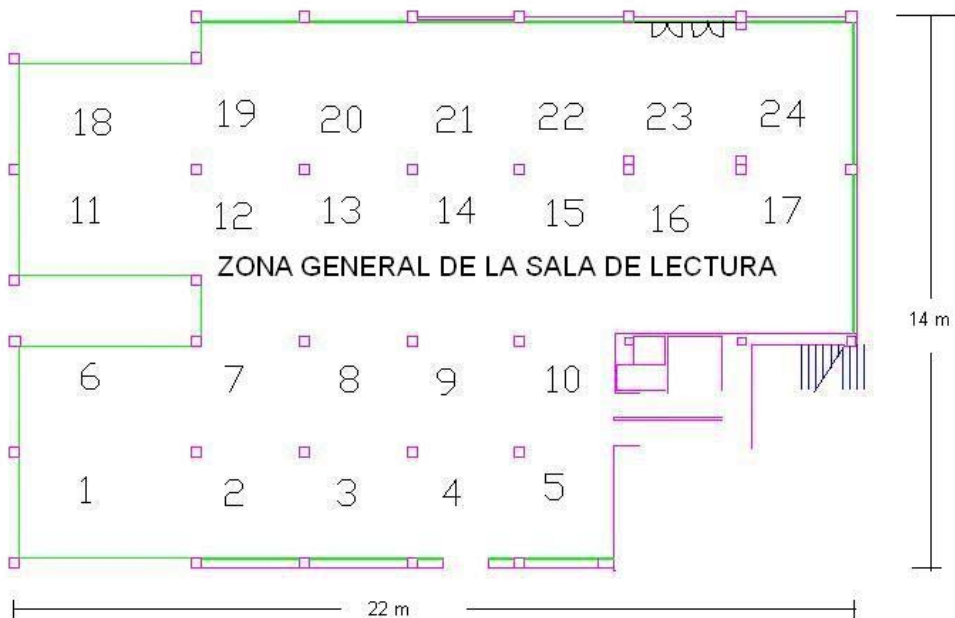 18 19 20 21 22 23 24
11 12 13 14 15 16 17
ZONA GENERAL DE LA SALA DE LECTURA
14 m
6 7 8 9 10
1 2 3 4 5
22 m